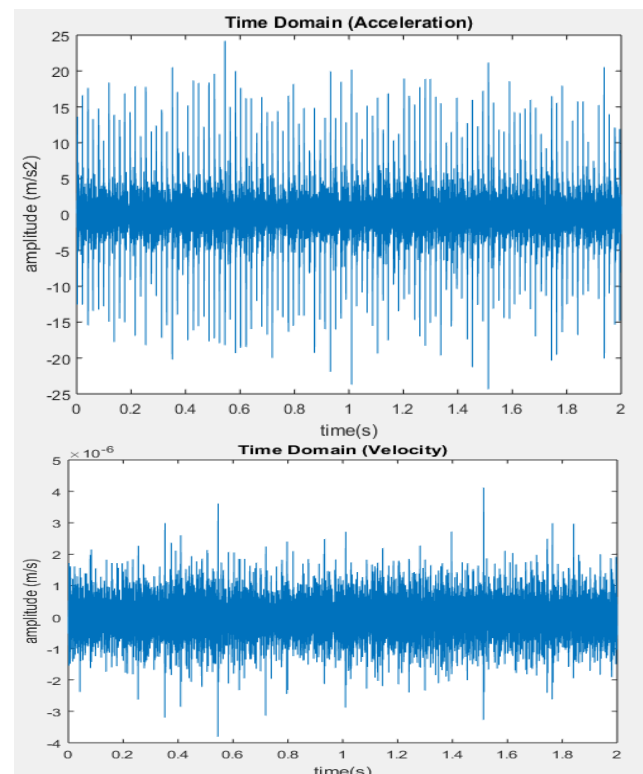 Time Domain (Acceleration)
25
20
15
10
5
0
-5
-10
-15
-20
-25
amplitude (m/s2)
0 0.2 0.4 0.6 0.8 1 1.2 1.4 1.6 1.8 2
time(s)
Time Domain (Velocity)
×10^-6
5
4
3
2
1
0
-1
-2
-3
-4
amplitude (m/s)
0 0.2 0.4 0.6 0.8 1 1.2 1.4 1.6 1.8 2
time(s)